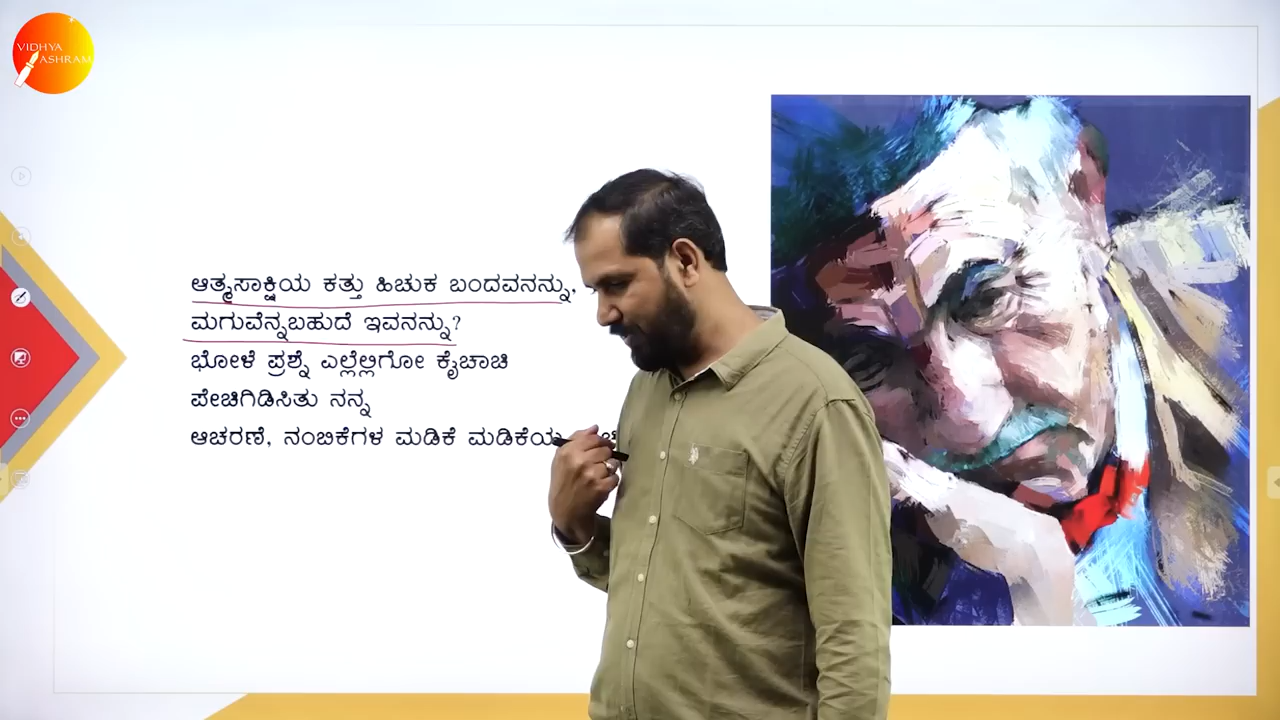 VIDHYA
ASHRAM
ಆತ್ಮಸಾಕ್ಷಿಯ ಕತ್ತು ಹಿಚುಕ ಬಂದವನನ್ನು,
ಮಗುವೆನ್ನಬಹುದೆ ಇವನನ್ನು?
ಭೋಳೆ ಪ್ರಶ್ನೆ ಎಲ್ಲೆಲ್ಲಿಗೋ ಕೈಚಾಚಿ
ಪೇಚಿಗಿಡಿಸಿತು ನನ್ನ
ಆಚರಣೆ, ನಂಬಿಕೆಗಳ ಮಡಿಕೆ ಮಡಿಕೆಯ